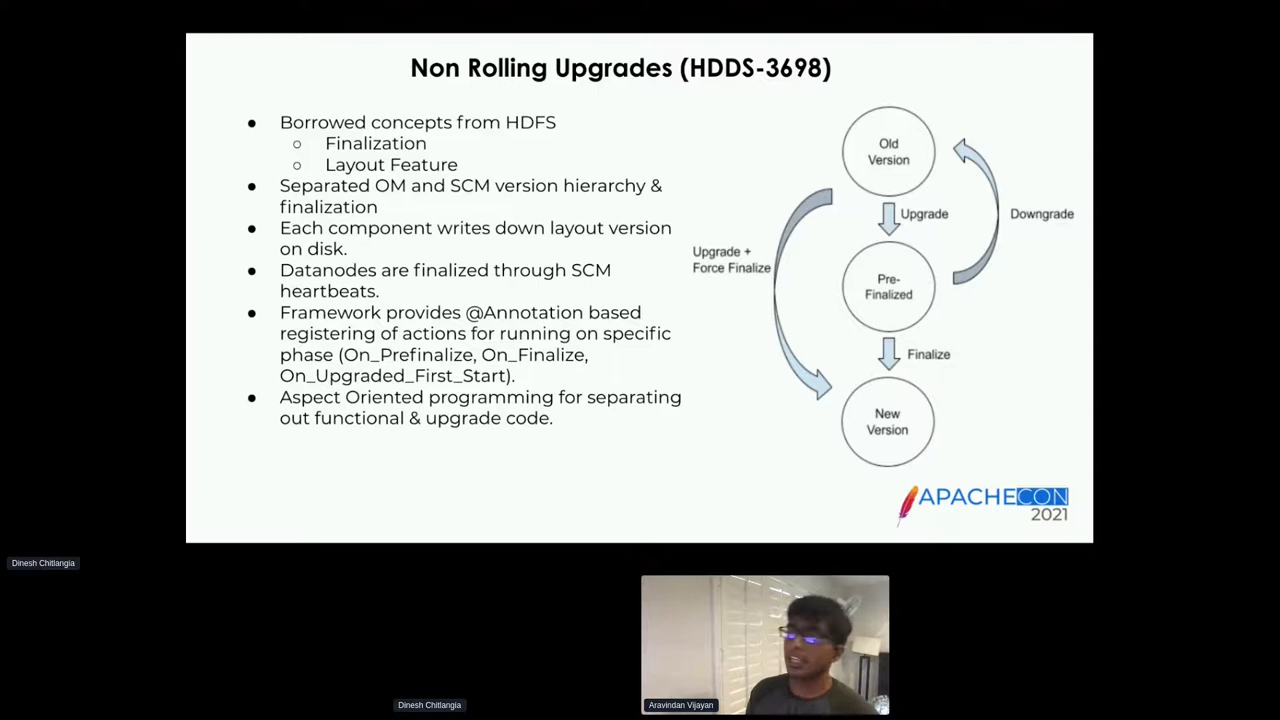 Non Rolling Upgrades (HDDS-3698)
● Borrowed concepts from HDFS
○ Finalization
○ Layout Feature
● Separated OM and SCM version hierarchy &
finalization
● Each component writes down layout version
on disk.
● Datanodes are finalized through SCM
heartbeats.
● Framework provides @Annotation based
registering of actions for running on specific
phase (On_Prefinalize, On_Finalize,
On_Upgraded_First_Start).
● Aspect Oriented programming for separating
out functional & upgrade code.
Old
Version
Upgrade
Downgrade
Upgrade +
Force Finalize
Pre-
Finalized
Finalize
New
Version
APACHECON
2021
Dinesh Chitlangia
Dinesh Chitlangia
Aravindan Vijayan